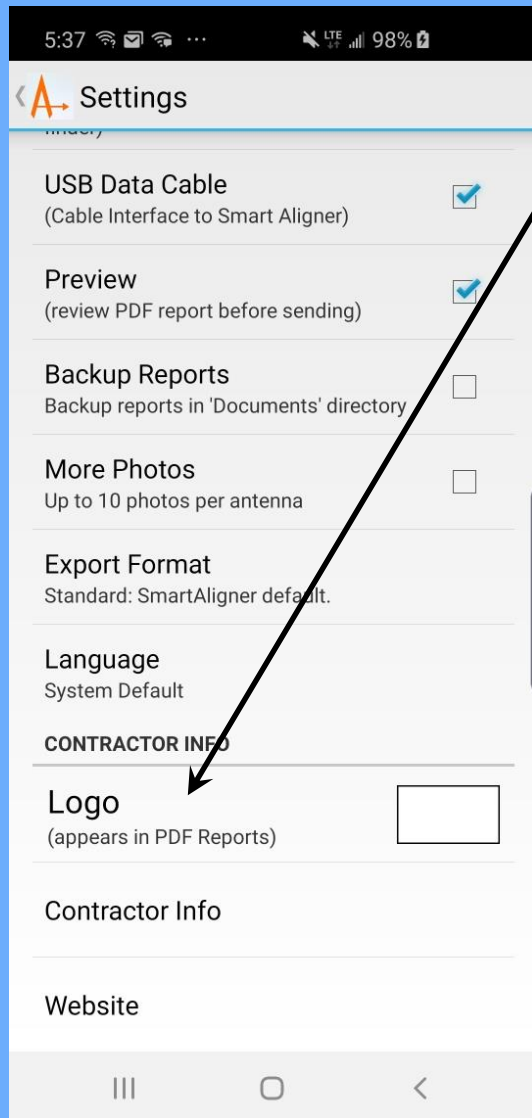 5:37 LTE 98%
Settings
finder)
USB Data Cable
(Cable Interface to Smart Aligner)
Preview
(review PDF report before sending)
Backup Reports
Backup reports in 'Documents' directory
More Photos
Up to 10 photos per antenna
Export Format
Standard: SmartAligner default.
Language
System Default
CONTRACTOR INFO
Logo
(appears in PDF Reports)
Contractor Info
Website